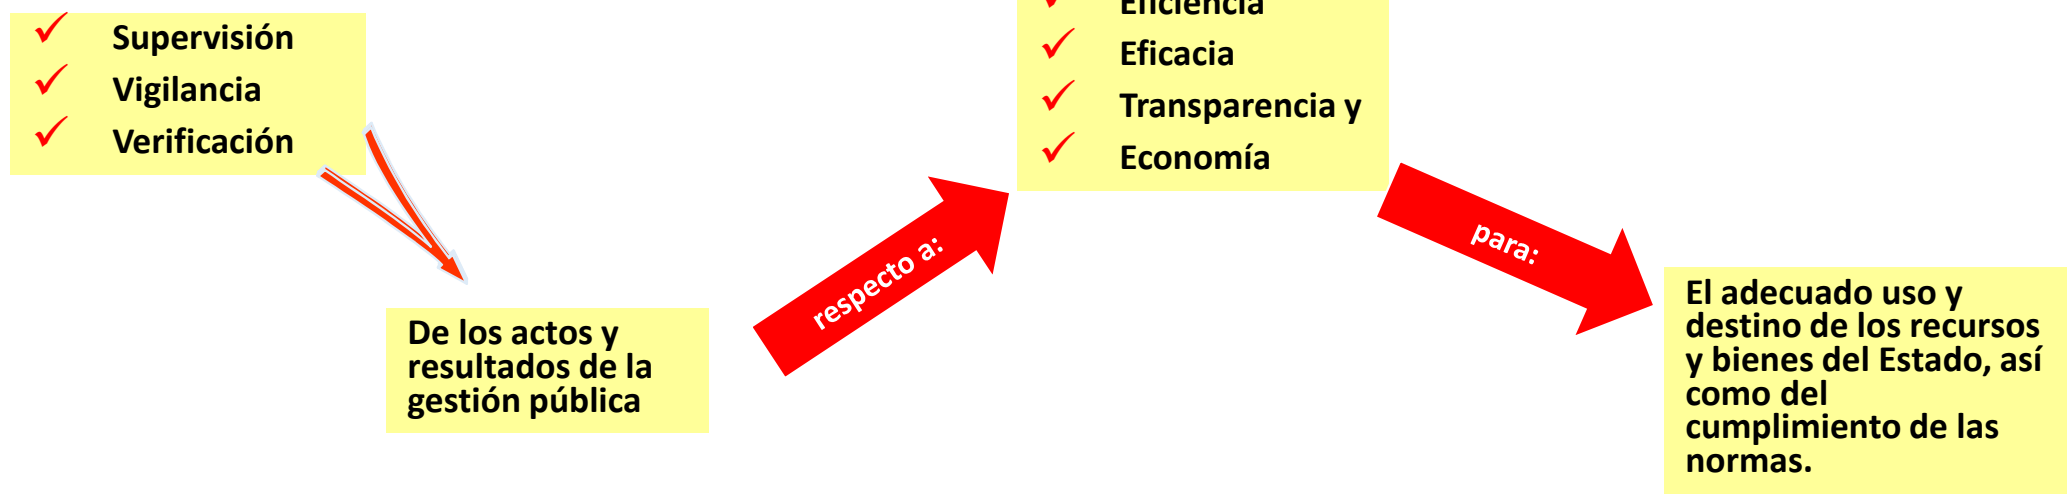 Supervisión
Vigilancia
Verificación
De los actos y
resultados de la
gestión pública
respecto a:
Eficiencia
Eficacia
Transparencia y
Economía
para:
El adecuado uso y
destino de los recursos
y bienes del Estado, así
como del
cumplimiento de las
normas.